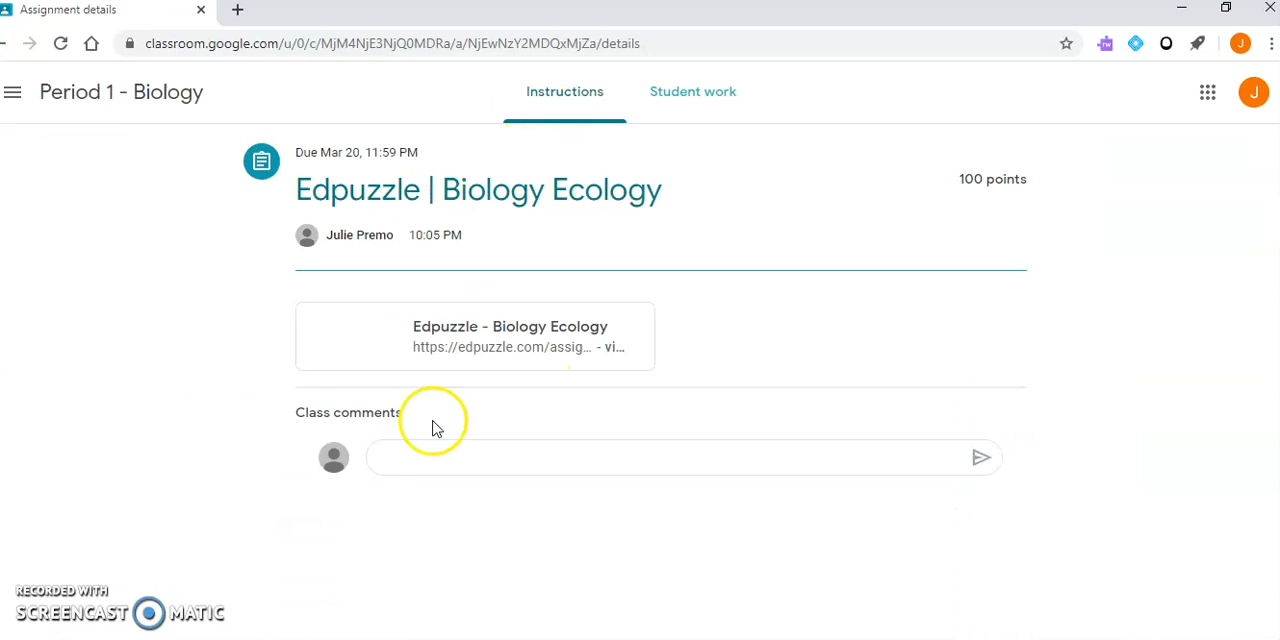 Assignment details
classroom.google.com/u/0/c/MjM4NjE3NjQ0MDRa/a/NjEwNzY2MDQxMjZa/details
J
Period 1 - Biology
Instructions
Student work
J
Due Mar 20, 11:59 PM
Edpuzzle | Biology Ecology
100 points
Julie Premo 10:05 PM
Edpuzzle - Biology Ecology
https://edpuzzle.com/assig... - vi...
Class comments
RECORDED WITH
SCREENCAST MATIC